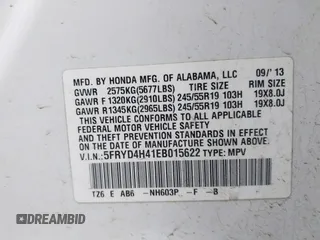 MFD. BY HONDA MFG. OF ALABAMA, LLC 09/'13
GVWR 2575KG(5677LBS) TIRE SIZE RIM SIZE
GAWR F 1320KG(2910LBS) 245/55R19 103H 19X8.0J
GAWR R 1345KG(2965LBS) 245/55R19 103H 19X8.0J
THIS VEHICLE CONFORMS TO ALL APPLICABLE FEDERAL
MOTOR VEHICLE SAFETY, BUMPER,
AND THEFT PREVENTION STANDARDS IN EFFECT ON THE
DATE OF MANUFACTURE SHOWN ABOVE.
V.I.N.: 5FRYD4H41EB015622 TYPE: MPV
TZ6 E AB6 -NH603P -F -B
DEALERSHIP.ORG